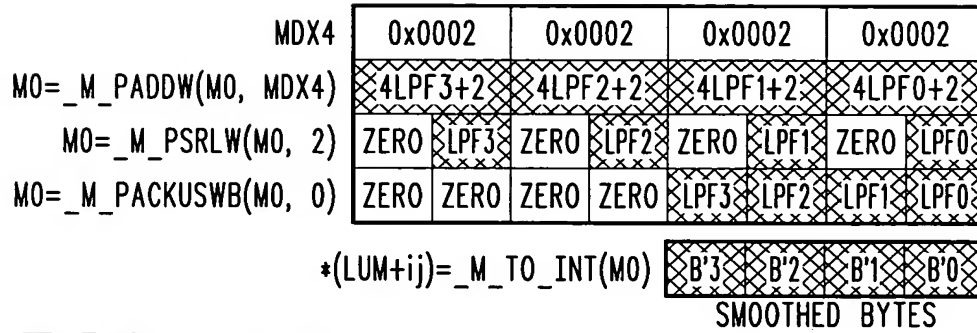 MDX4 0x0002 0x0002 0x0002 0x0002
M0=_M_PADDW(M0, MDX4) 4LPF3+2 4LPF2+2 4LPF1+2 4LPF0+2
M0=_M_PSRLW(M0, 2) ZERO LPF3 ZERO LPF2 ZERO LPF1 ZERO LPF0
M0=_M_PACKUSWB(M0, 0) ZERO ZERO ZERO ZERO LPF3 LPF2 LPF1 LPF0
*(LUM+ij)=_M_TO_INT(M0) B'3 B'2 B'1 B'0
SMOOTHED BYTES